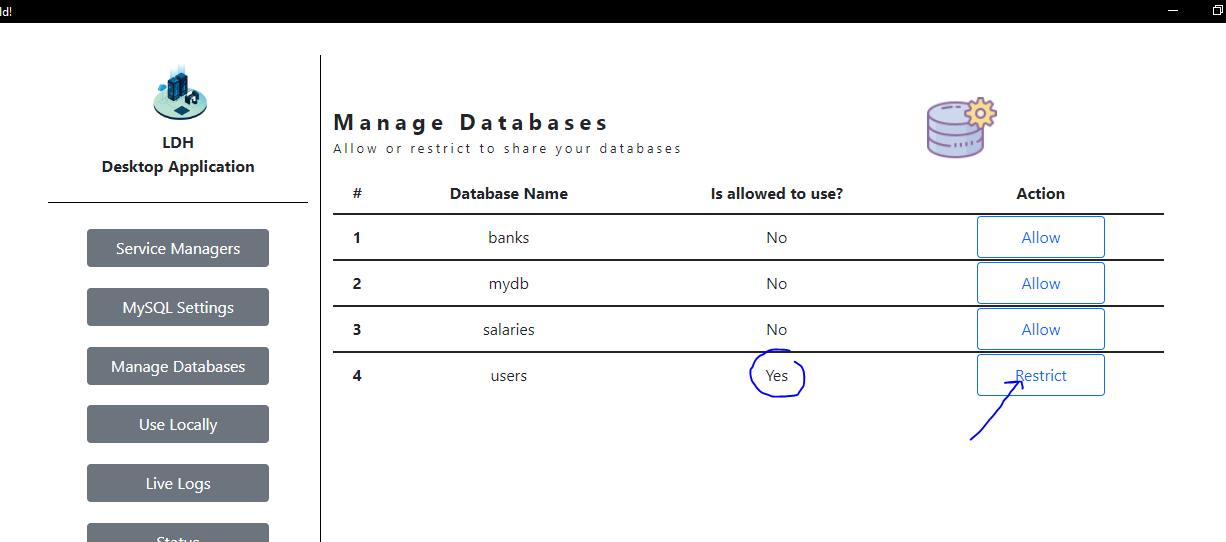 ld!
LDH
Desktop Application
Service Managers
MySQL Settings
Manage Databases
Use Locally
Live Logs
Status
Manage Databases
Allow or restrict to share your databases
# Database Name Is allowed to use? Action
1 banks No Allow
2 mydb No Allow
3 salaries No Allow
4 users Yes Restrict